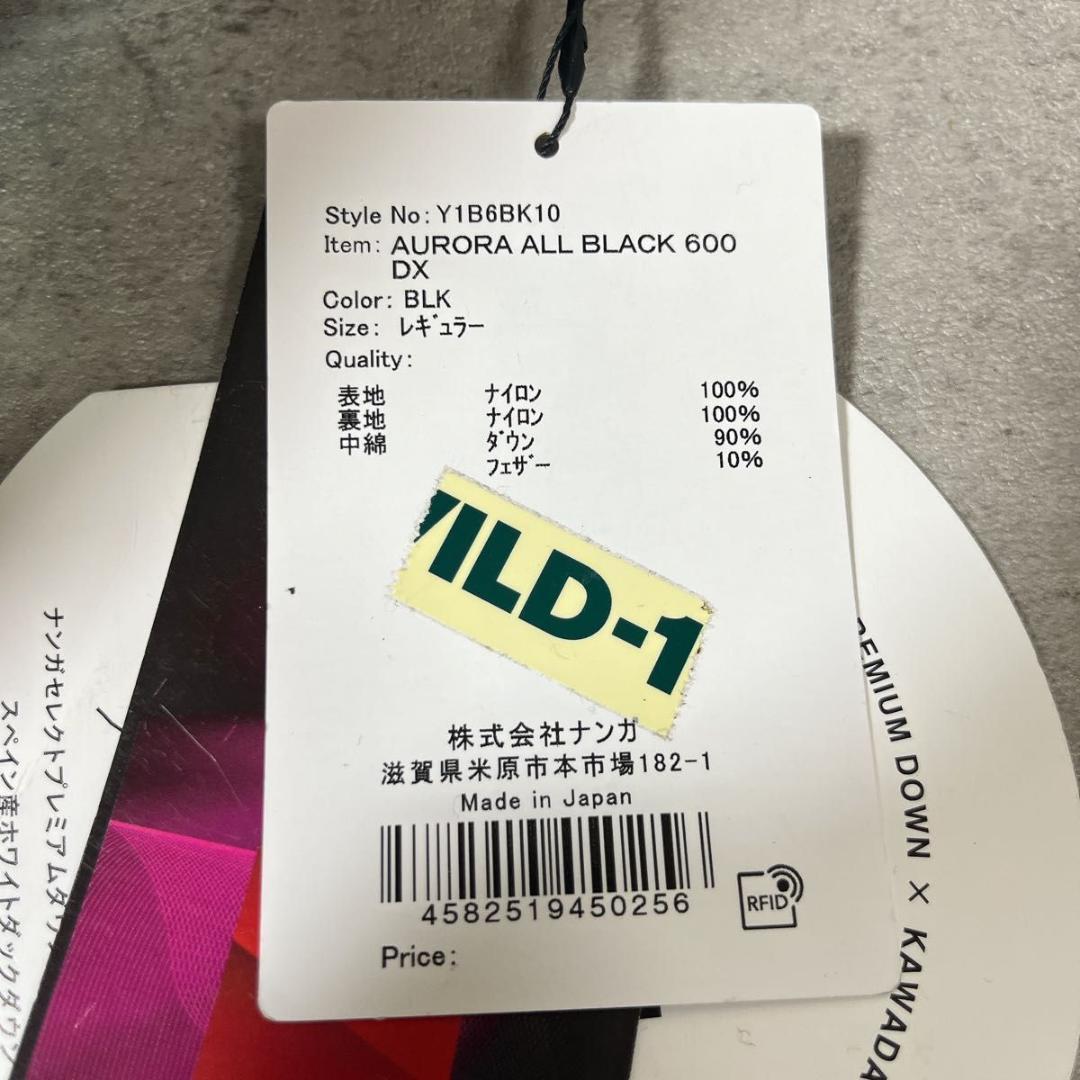 Style No: Y1B6BK10
Item: AURORA ALL BLACK 600
DX
Color: BLK
Size: レギュラー
Quality:
表地 ナイロン 100%
裏地 ナイロン 100%
中綿 ダウン 90%
フェザー 10%
ILD-1
株式会社ナンガ
滋賀県米原市本市場182-1
Made in Japan
4582519450256
RFID
Price:
ナンガセレクトプレミアムダウン
スペイン産ホワイトダックダウン
REMIUM DOWN × KAWADA